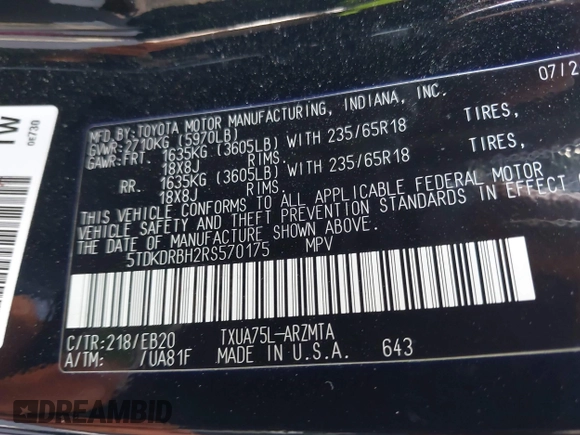 07/2
MFD.BY:TOYOTA MOTOR MANUFACTURING, INDIANA, INC.
GVWR:2710KG (5970LB)
GAWR:FRT. 1635KG (3605LB) WITH 235/65R18 TIRES,
18X8J RIMS.
RR. 1635KG (3605LB) WITH 235/65R18 TIRES,
18X8J RIMS.
THIS VEHICLE CONFORMS TO ALL APPLICABLE FEDERAL MOTOR
VEHICLE SAFETY AND THEFT PREVENTION STANDARDS IN EFFECT O
THE DATE OF MANUFACTURE SHOWN ABOVE.
5TDKDRBH2RS570175 MPV
C/TR:218/EB20 TXUA75L-ARZMTA
A/TM: /UA81F MADE IN U.S.A. 643
0E730
DREAMBID